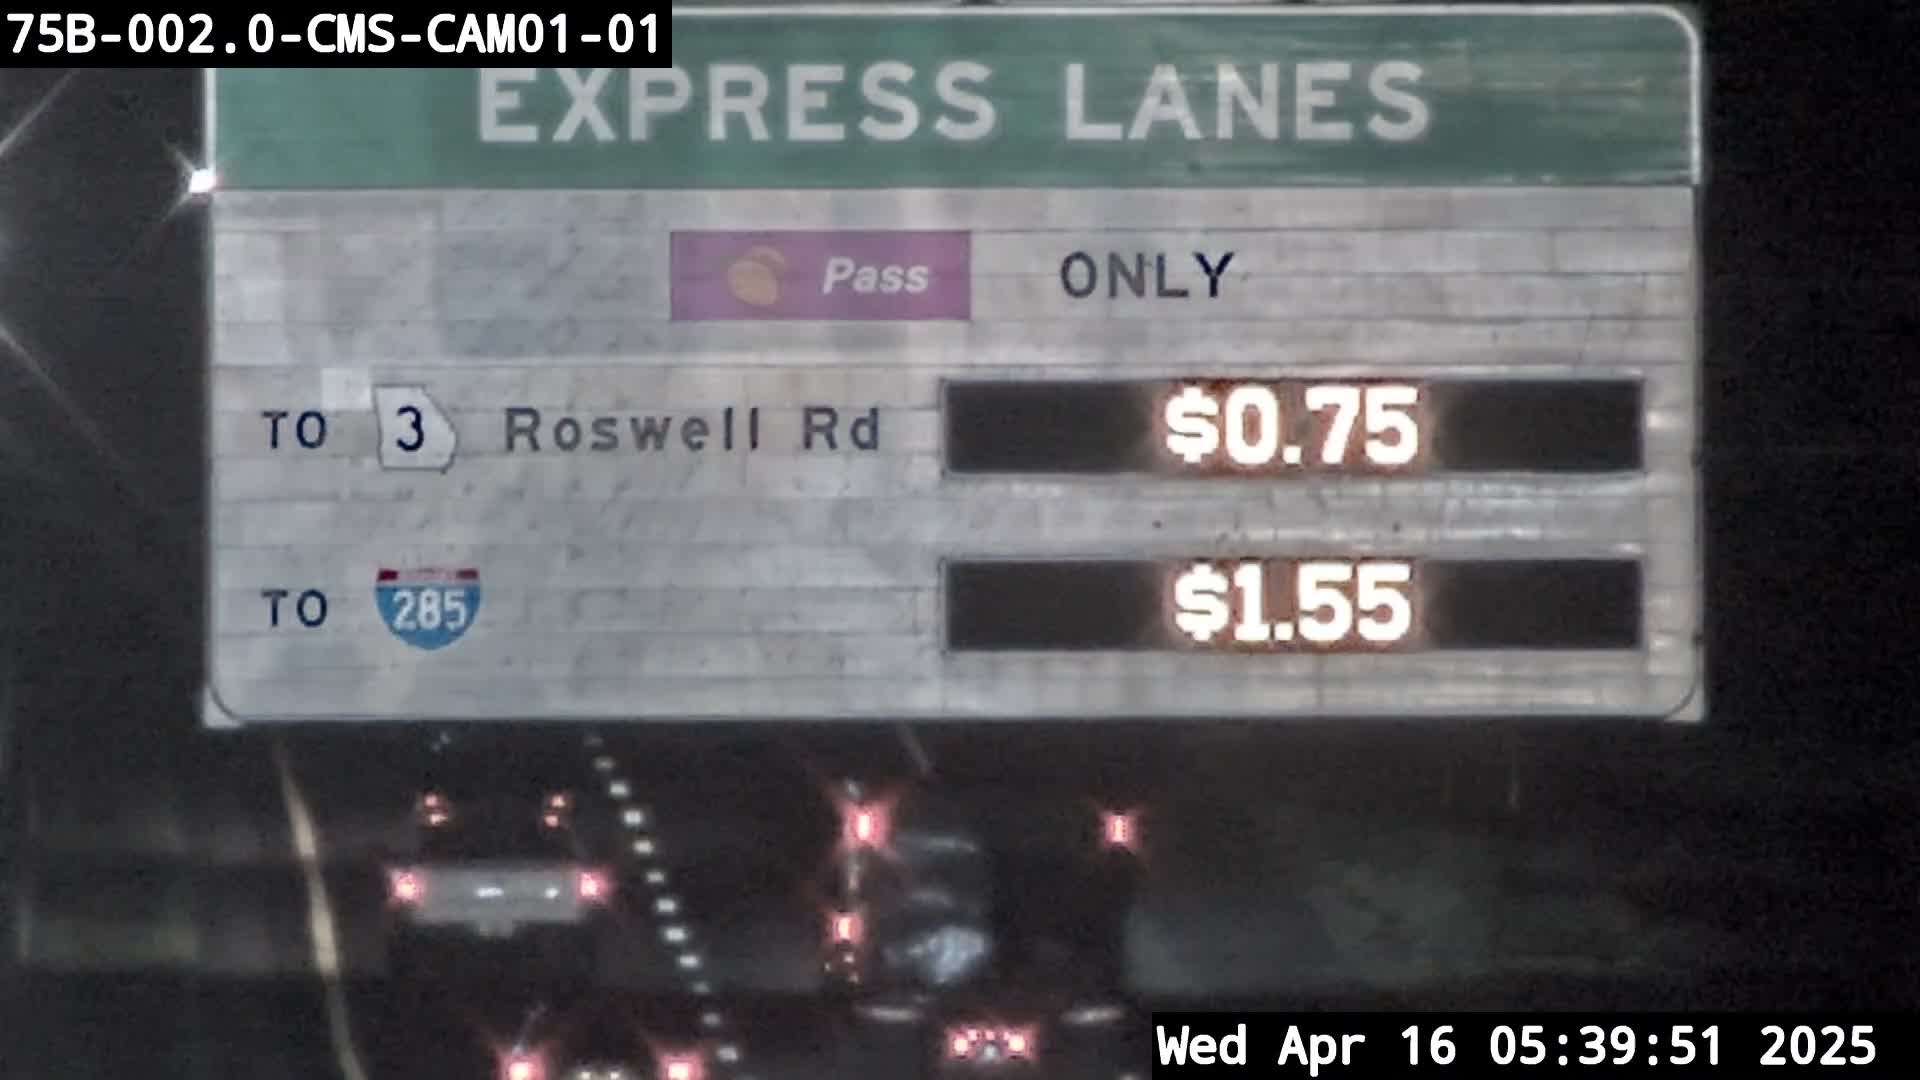 75B-002.0-CMS-CAM01-01
EXPRESS LANES
Pass ONLY
TO 3 Roswell Rd $0.75
TO 285 $1.55
Wed Apr 16 05:39:51 2025